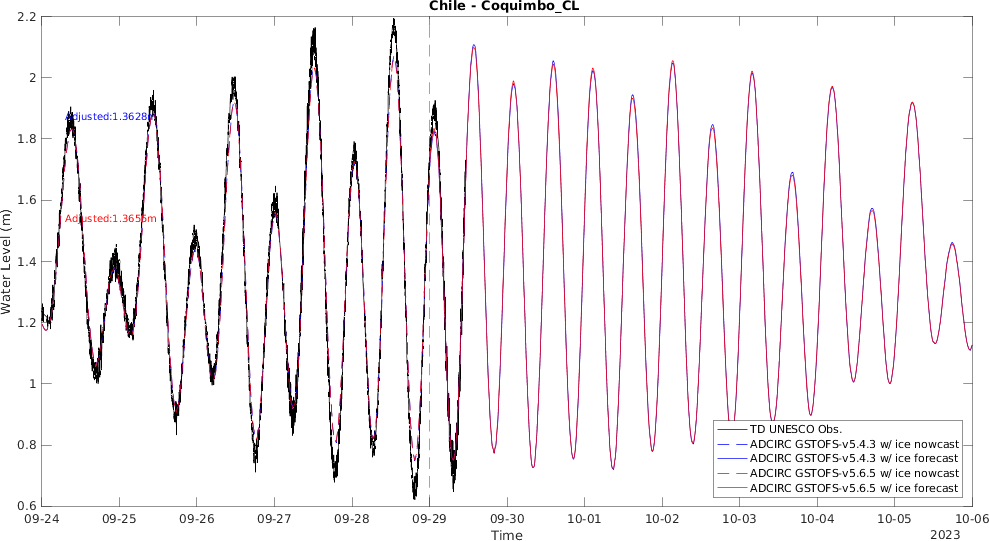 Chile - Coquimbo_CL
2.2
2
1.8
1.6
1.4
1.2
1
0.8
0.6
Water Level (m)
Adjusted:1.3628m
Adjusted:1.3655m
TD UNESCO Obs.
ADCIRC GSTOFS-v5.4.3 w/ ice nowcast
ADCIRC GSTOFS-v5.4.3 w/ ice forecast
ADCIRC GSTOFS-v5.6.5 w/ ice nowcast
ADCIRC GSTOFS-v5.6.5 w/ ice forecast
09-24 09-25 09-26 09-27 09-28 09-29 09-30 10-01 10-02 10-03 10-04 10-05 10-06
Time
2023